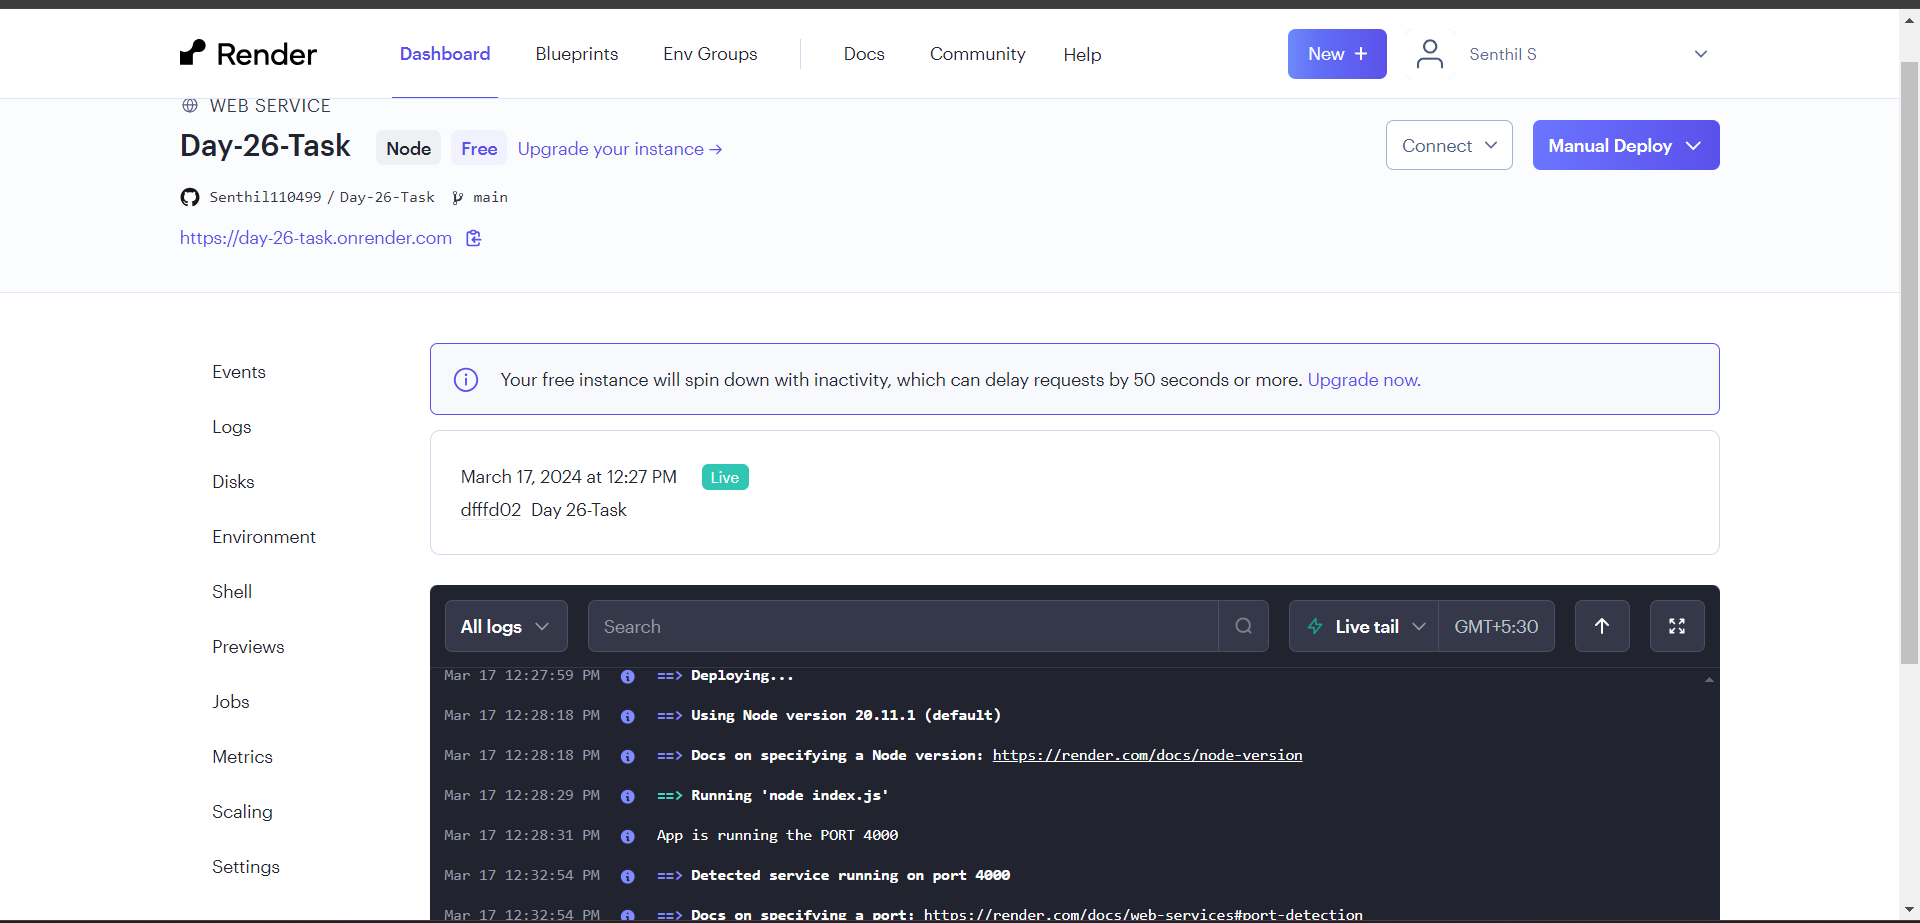 Render Dashboard Blueprints Env Groups Docs Community Help New + Senthil S
WEB SERVICE
Day-26-Task Node Free Upgrade your instance → Connect Manual Deploy
Senthil110499 / Day-26-Task main
https://day-26-task.onrender.com
Events
Logs
Disks
Environment
Shell
Previews
Jobs
Metrics
Scaling
Settings
Your free instance will spin down with inactivity, which can delay requests by 50 seconds or more. Upgrade now.
March 17, 2024 at 12:27 PM Live
dfffd02 Day 26-Task
All logs Search Live tail GMT+5:30
Mar 17 12:27:59 PM ==> Deploying...
Mar 17 12:28:18 PM ==> Using Node version 20.11.1 (default)
Mar 17 12:28:18 PM ==> Docs on specifying a Node version: https://render.com/docs/node-version
Mar 17 12:28:29 PM ==> Running 'node index.js'
Mar 17 12:28:31 PM App is running the PORT 4000
Mar 17 12:32:54 PM ==> Detected service running on port 4000
Mar 17 12:32:54 PM ==> Docs on specifying a port: https://render.com/docs/web-services#port-detection